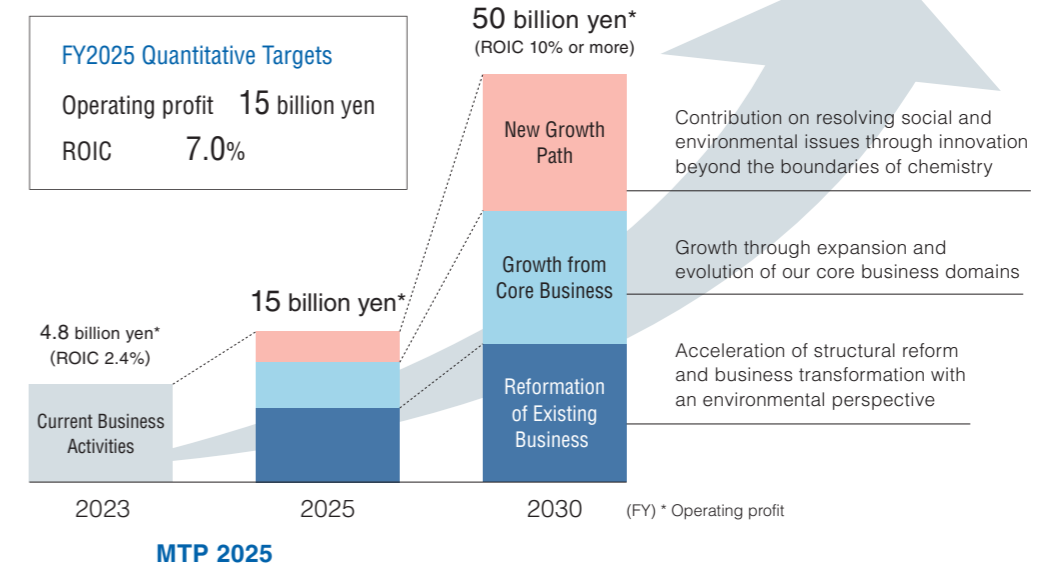 FY2025 Quantitative Targets
Operating profit 15 billion yen
ROIC 7.0%
4.8 billion yen*
(ROIC 2.4%)
Current Business
Activities
15 billion yen*
50 billion yen*
(ROIC 10% or more)
New Growth
Path
Growth from
Core Business
Reformation
of Existing
Business
Contribution on resolving social and
environmental issues through innovation
beyond the boundaries of chemistry
Growth through expansion and
evolution of our core business domains
Acceleration of structural reform
and business transformation with
an environmental perspective
2023 2025 2030 (FY) * Operating profit
MTP 2025